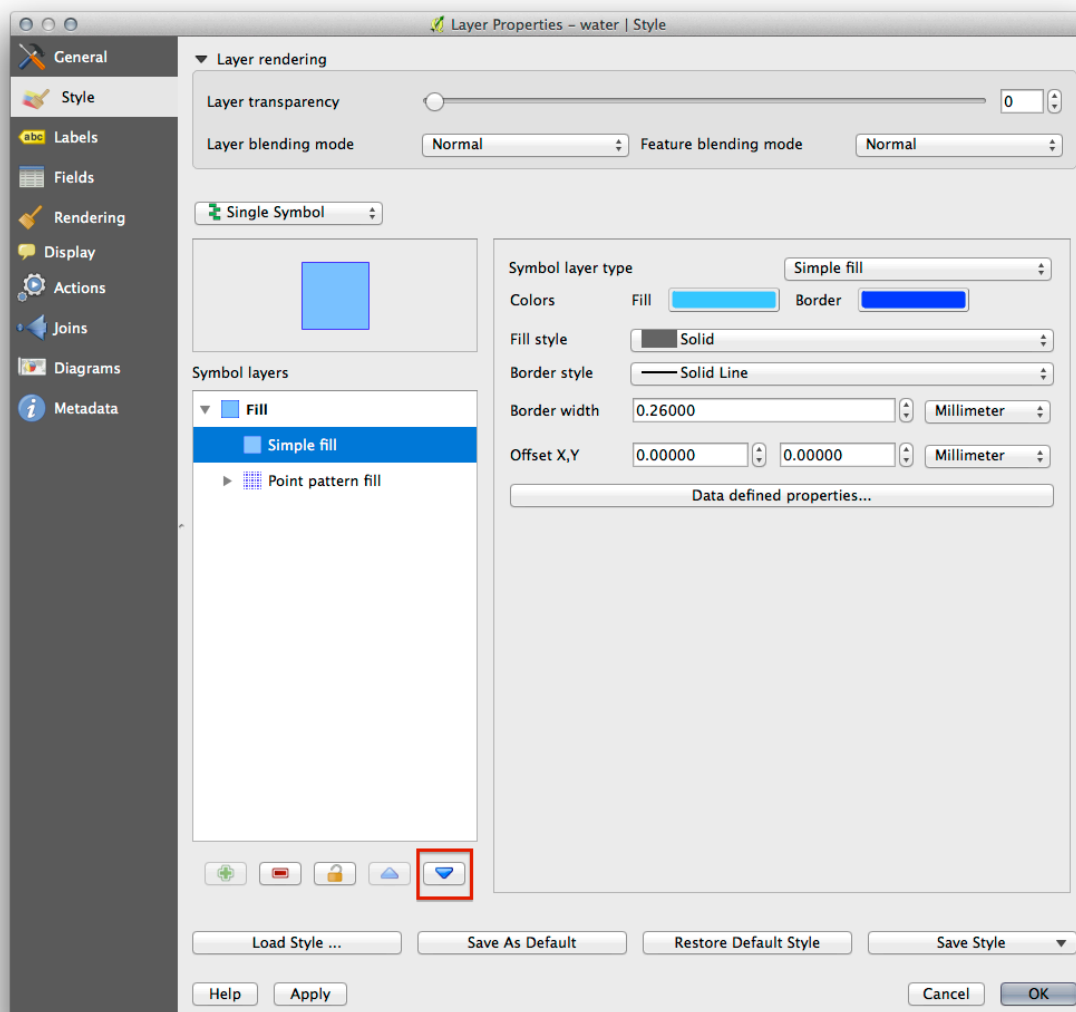 Layer Properties - water | Style
General
Style
abc Labels
Fields
Rendering
Display
Actions
Joins
Diagrams
i Metadata
Layer rendering
Layer transparency 0
Layer blending mode Normal Feature blending mode Normal
Single Symbol
Symbol layers
Fill
Simple fill
Point pattern fill
Symbol layer type Simple fill
Colors Fill Border
Fill style Solid
Border style Solid Line
Border width 0.26000 Millimeter
Offset X,Y 0.00000 0.00000 Millimeter
Data defined properties...
Load Style ... Save As Default Restore Default Style Save Style
Help Apply Cancel OK